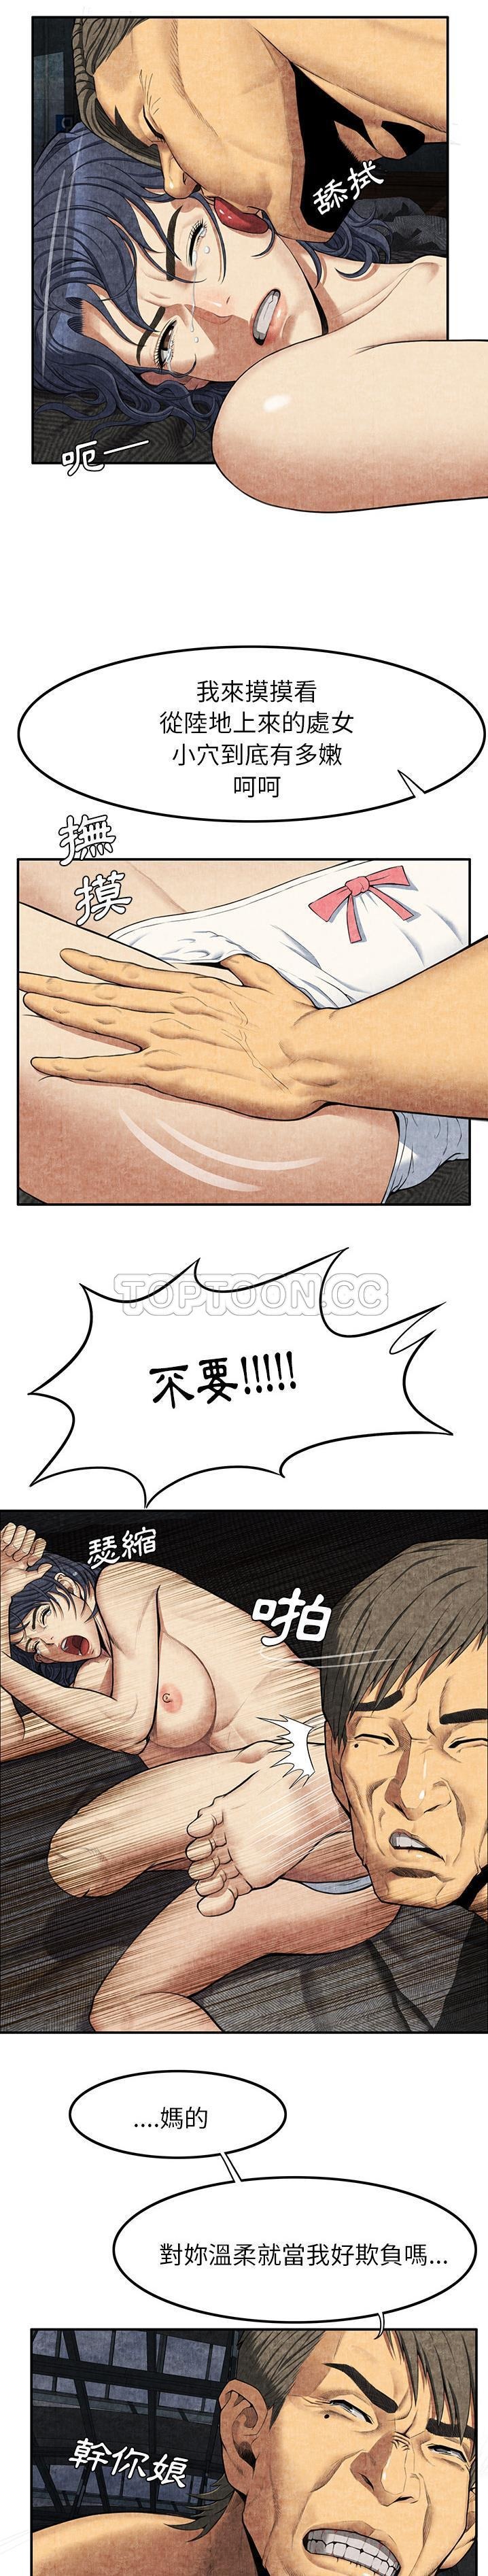 舔拭
呃—
我來摸摸看
從陸地上來的處女
小穴到底有多嫩
呵呵
撫
摸
TOPTOON.CC
不要!!!!!
瑟縮
啪
....媽的
對妳溫柔就當我好欺負嗎...
幹你娘